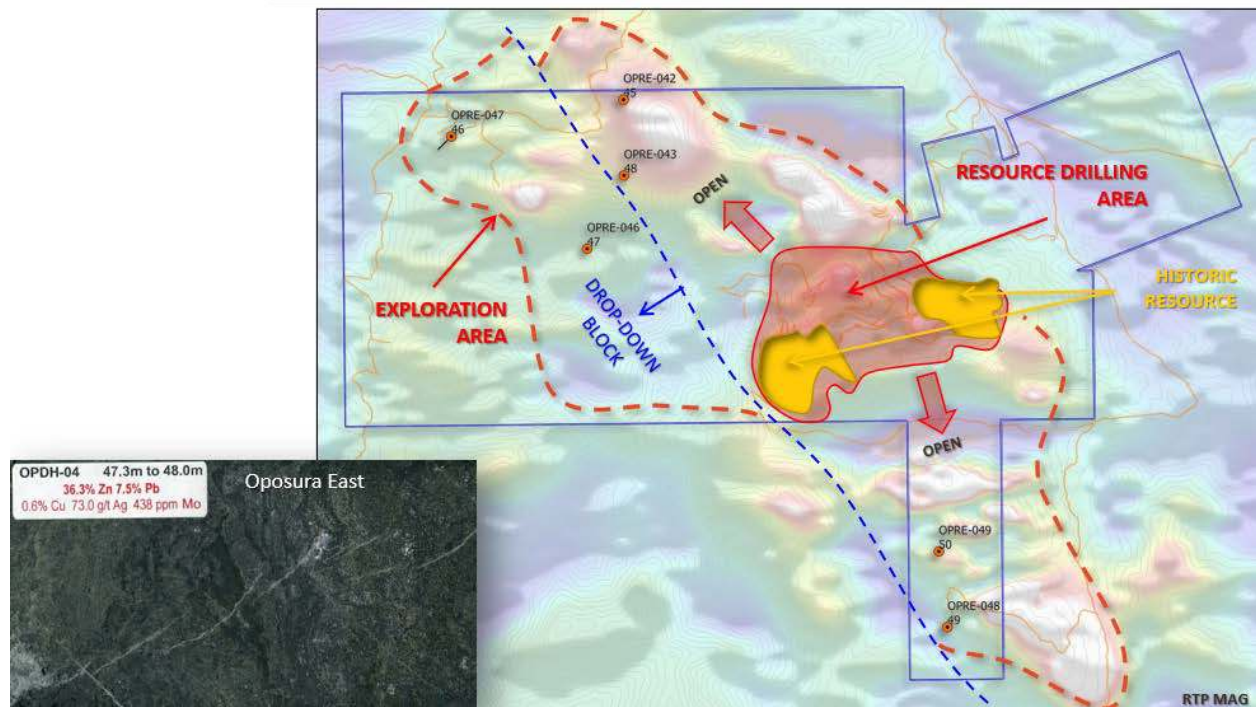 OPRE-042
45
OPRE-047
46
OPRE-043
48
OPEN
RESOURCE DRILLING
AREA
OPRE-046
47
HISTORIC
RESOURCE
EXPLORATION
AREA
DROP-DOWN
BLOCK
OPEN
OPDH-04 47.3m to 48.0m
36.3% Zn 7.5% Pb
0.6% Cu 73.0 g/t Ag 438 ppm Mo
Oposura East
OPRE-049
50
OPRE-048
49
RTP MAG